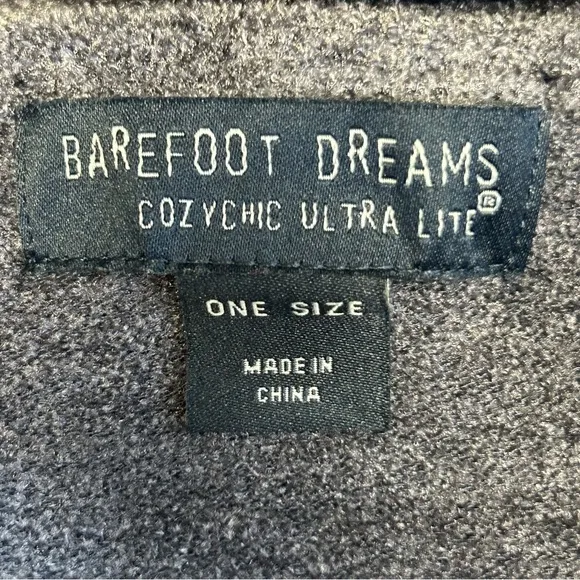 BAREFOOT DREAMS
COZYCHIC ULTRA LITE®
ONE SIZE
MADE IN
CHINA